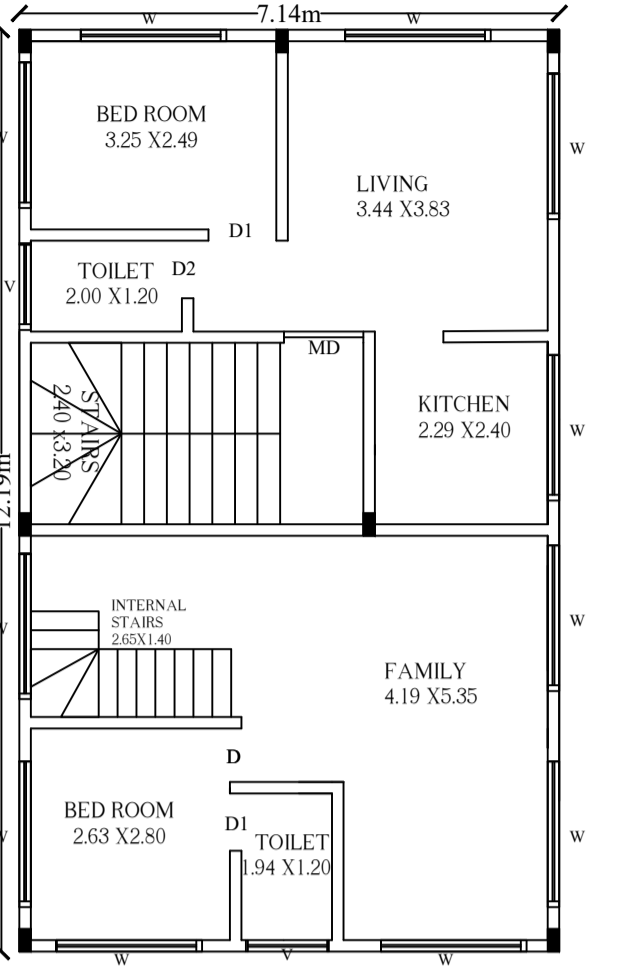 7.14m
W
W
BED ROOM
3.25 X2.49
W
LIVING
3.44 X3.83
D1
TOILET
2.00 X1.20
D2
V
MD
STAIRS
2.40 x3.20
KITCHEN
2.29 X2.40
W
12.19m
INTERNAL
STAIRS
2.65X1.40
W
FAMILY
4.19 X5.35
D
BED ROOM
2.63 X2.80
D1
TOILET
1.94 X1.20
W
W
V
W